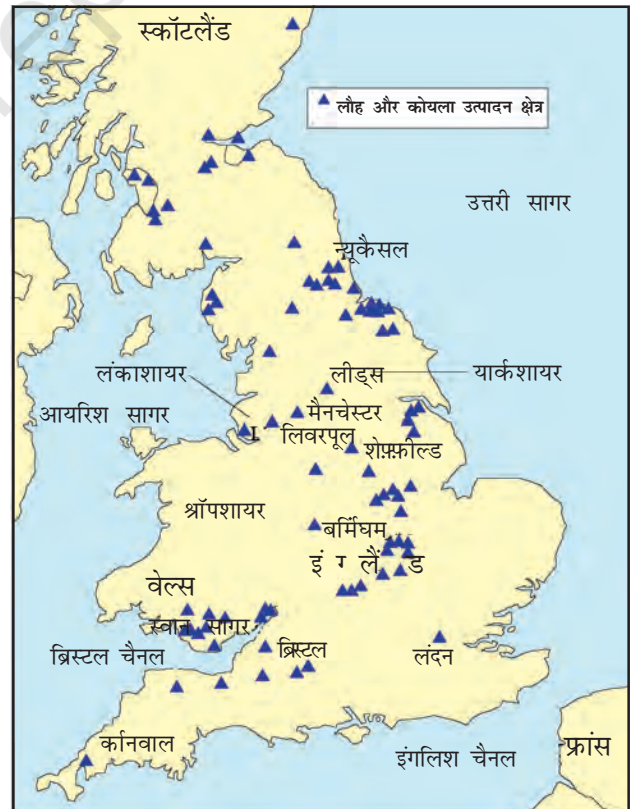 स्कॉटलैंड
लौह और कोयला उत्पादन क्षेत्र
उत्तरी सागर
न्यूकैसल
लंकाशायर
लीड्स
यार्कशायर
आयरिश सागर
मैनचेस्टर
लिवरपूल
शेफ़्फ़ील्ड
श्रॉपशायर
बर्मिंघम
इंग्लैंड
वेल्स
स्वान सागर
ब्रिस्टल चैनल
ब्रिस्टल
लंदन
कॉर्नवाल
इंगलिश चैनल
फ्रांस